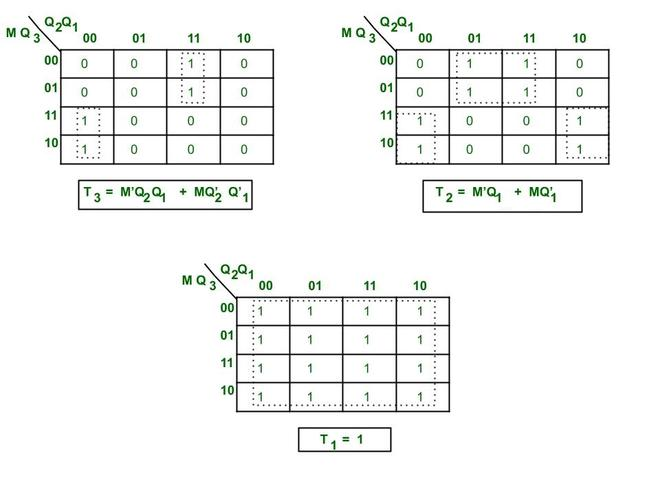 Q2Q1
M Q3
00 01 11 10
00 0 0 1 0
01 0 0 1 0
11 1 0 0 0
10 1 0 0 0
T3 = M'Q2Q1 + MQ'2 Q'1
Q2Q1
M Q3
00 01 11 10
00 0 1 1 0
01 0 1 1 0
11 1 0 0 1
10 1 0 0 1
T2 = M'Q1 + MQ'1
Q2Q1
M Q3
00 01 11 10
00 1 1 1 1
01 1 1 1 1
11 1 1 1 1
10 1 1 1 1
T1 = 1